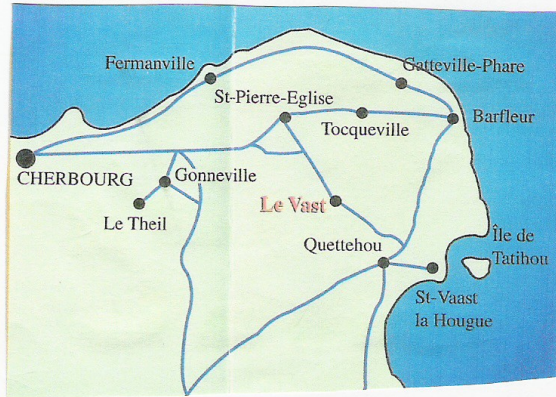 Fermanville
Gatteville-Phare
St-Pierre-Eglise
Tocqueville
Barfleur
CHERBOURG
Gonneville
Le Theil
Le Vast
Quettehou
Île de
Tatihou
St-Vaast
la Hougue